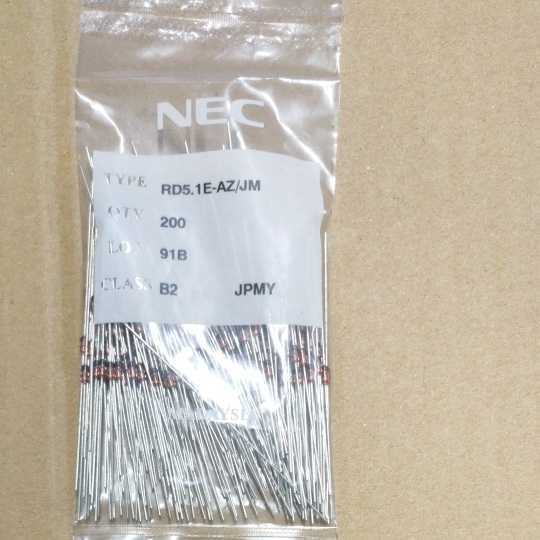 NEC
TYPE RD5.1E-AZ/JM
QTY 200
LOT 91B
CLASS B2 JPMY